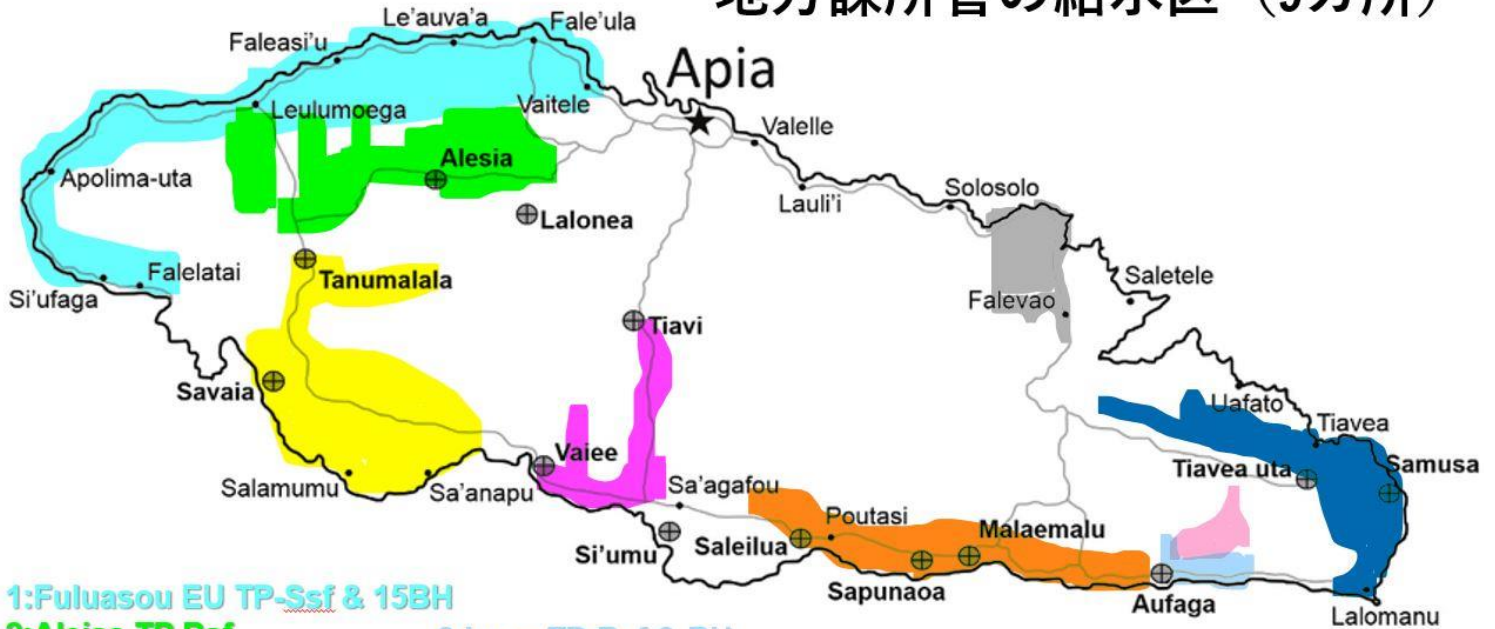 地方課所管の給水区（9カ所）
Le'auva'a
Fale'ula
Faleasi'u
Apia
Leulumoega
Vaitele
Valelle
Alesia
Apolima-uta
Solosolo
Lauli'i
Lalonea
Falelatai
Tanumalala
Saletele
Si'ufaga
Falevao
Tiavi
Savaia
Uafato
Tiavea
Vaiee
Samusa
Tiavea uta
Salamumu
Sa'anapu
Sa'agafou
Poutasi
Malaemalu
Si'umu
Saleilua
Sapunaoa
Aufaga
Lalomanu
1:Fuluasou EU TP-Ssf & 15BH